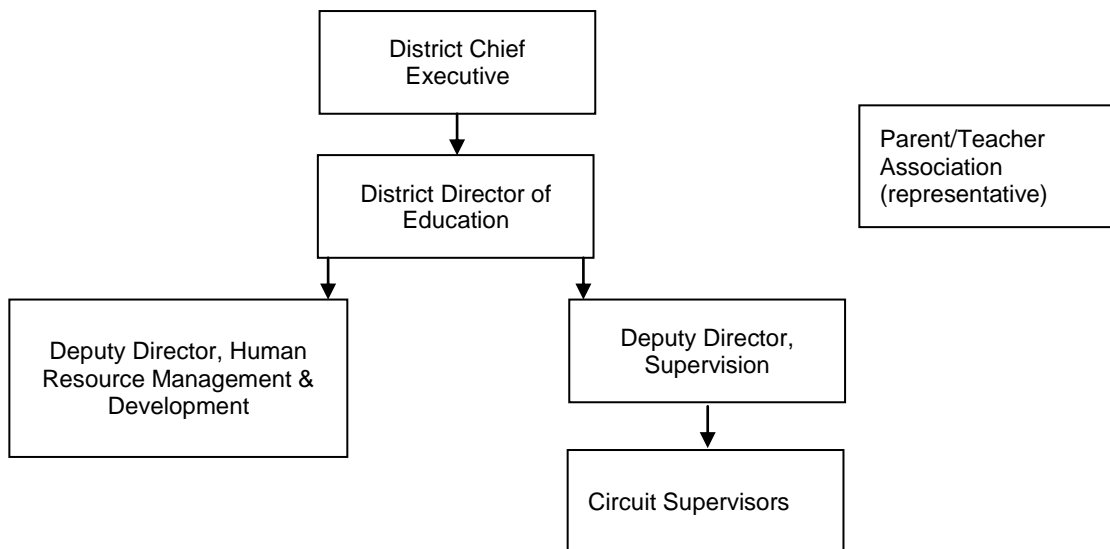 District Chief
Executive
Parent/Teacher
Association
(representative)
District Director of
Education
Deputy Director, Human
Resource Management &
Development
Deputy Director,
Supervision
Circuit Supervisors